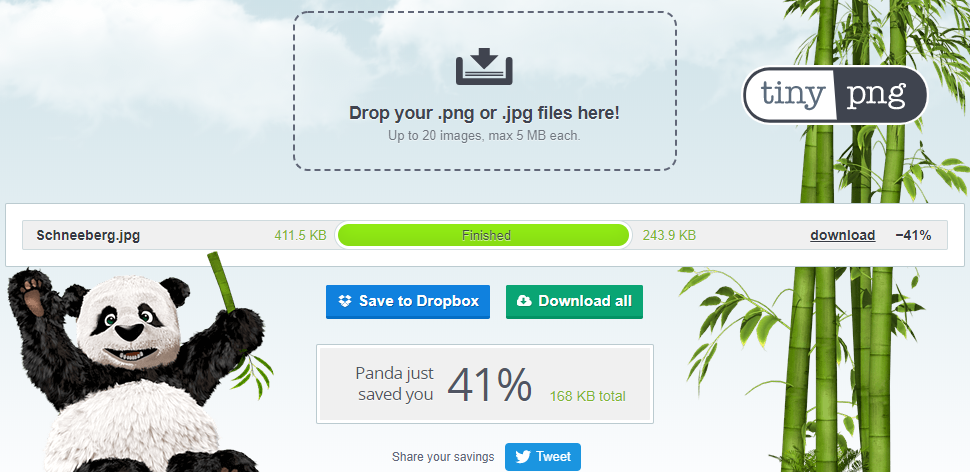 Drop your .png or .jpg files here!
Up to 20 images, max 5 MB each.
tiny png
Schneeberg.jpg 411.5 KB Finished 243.9 KB download −41%
Save to Dropbox Download all
Panda just
saved you 41% 168 KB total
Share your savings Tweet